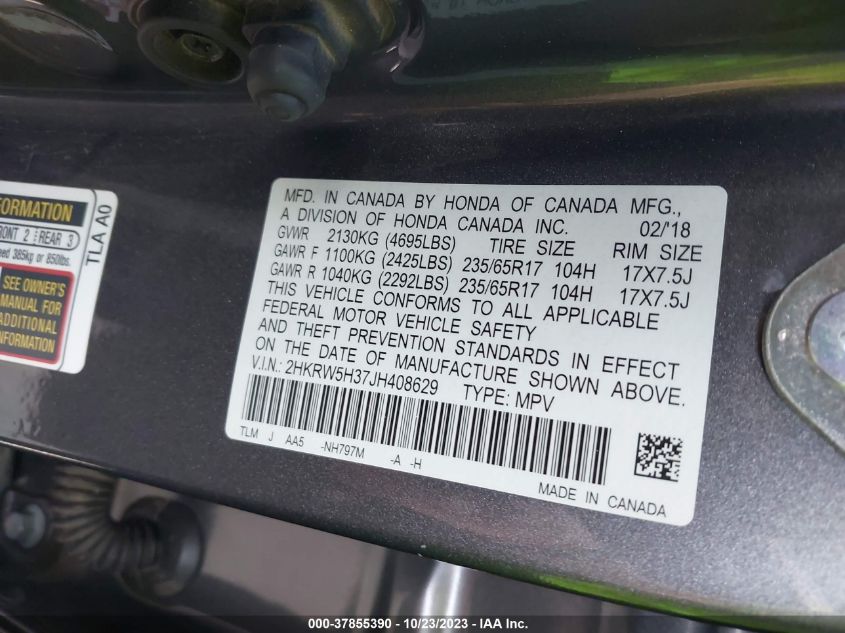 MFD. IN CANADA BY HONDA OF CANADA MFG.,
A DIVISION OF HONDA CANADA INC. 02/'18
GVWR 2130KG (4695LBS) TIRE SIZE RIM SIZE
GAWR F 1100KG (2425LBS) 235/65R17 104H 17X7.5J
GAWR R 1040KG (2292LBS) 235/65R17 104H 17X7.5J
THIS VEHICLE CONFORMS TO ALL APPLICABLE
FEDERAL MOTOR VEHICLE SAFETY
AND THEFT PREVENTION STANDARDS IN EFFECT
ON THE DATE OF MANUFACTURE SHOWN ABOVE.
V.I.N.: 2HKRW5H37JH408629 TYPE: MPV
TLM J AA5 -NH797M -A -H
MADE IN CANADA
ORMATION
RONT 2 REAR 3
eed 385kg or 850lbs.
SEE OWNER'S
MANUAL FOR
ADDITIONAL
INFORMATION
TLA A0
000-37855390 - 10/23/2023 - IAA Inc.